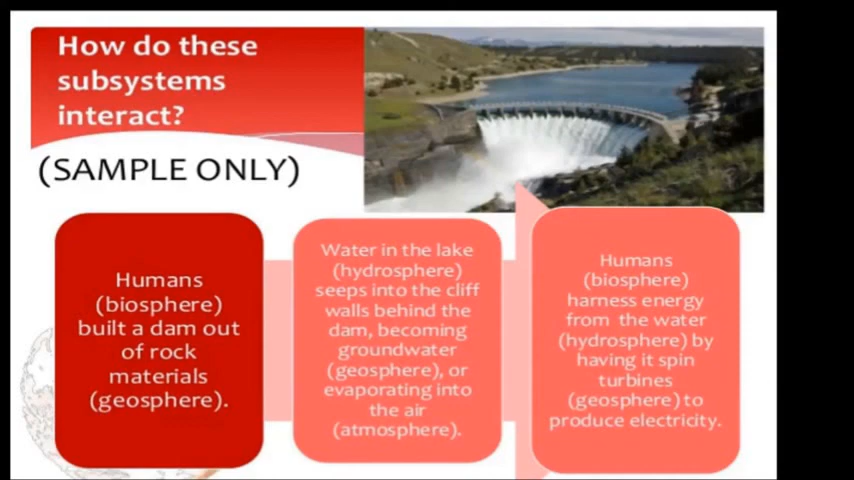 How do these
subsystems
interact?
(SAMPLE ONLY)
Humans
(biosphere)
built a dam out
of rock
materials
(geosphere).
Water in the lake
(hydrosphere)
seeps into the cliff
walls behind the
dam, becoming
groundwater
(geosphere), or
evaporating into
the air
(atmosphere).
Humans
(biosphere)
harness energy
from the water
(hydrosphere) by
having it spin
turbines
(geosphere) to
produce electricity.